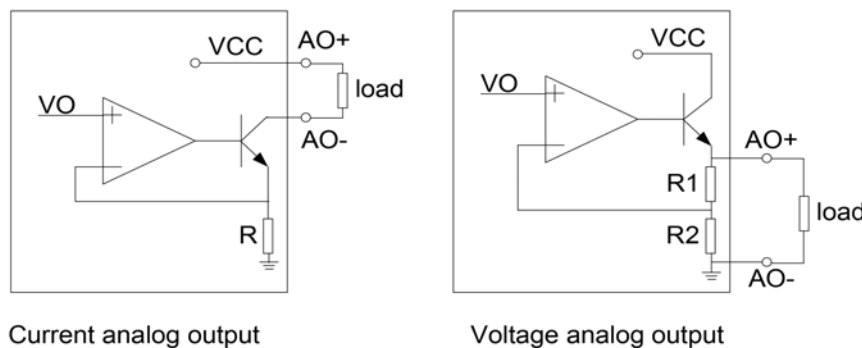 VCC
AO+
load
VO
+
−
AO-
R
Current analog output
VCC
VO
+
−
AO+
R1
load
R2
AO-
Voltage analog output